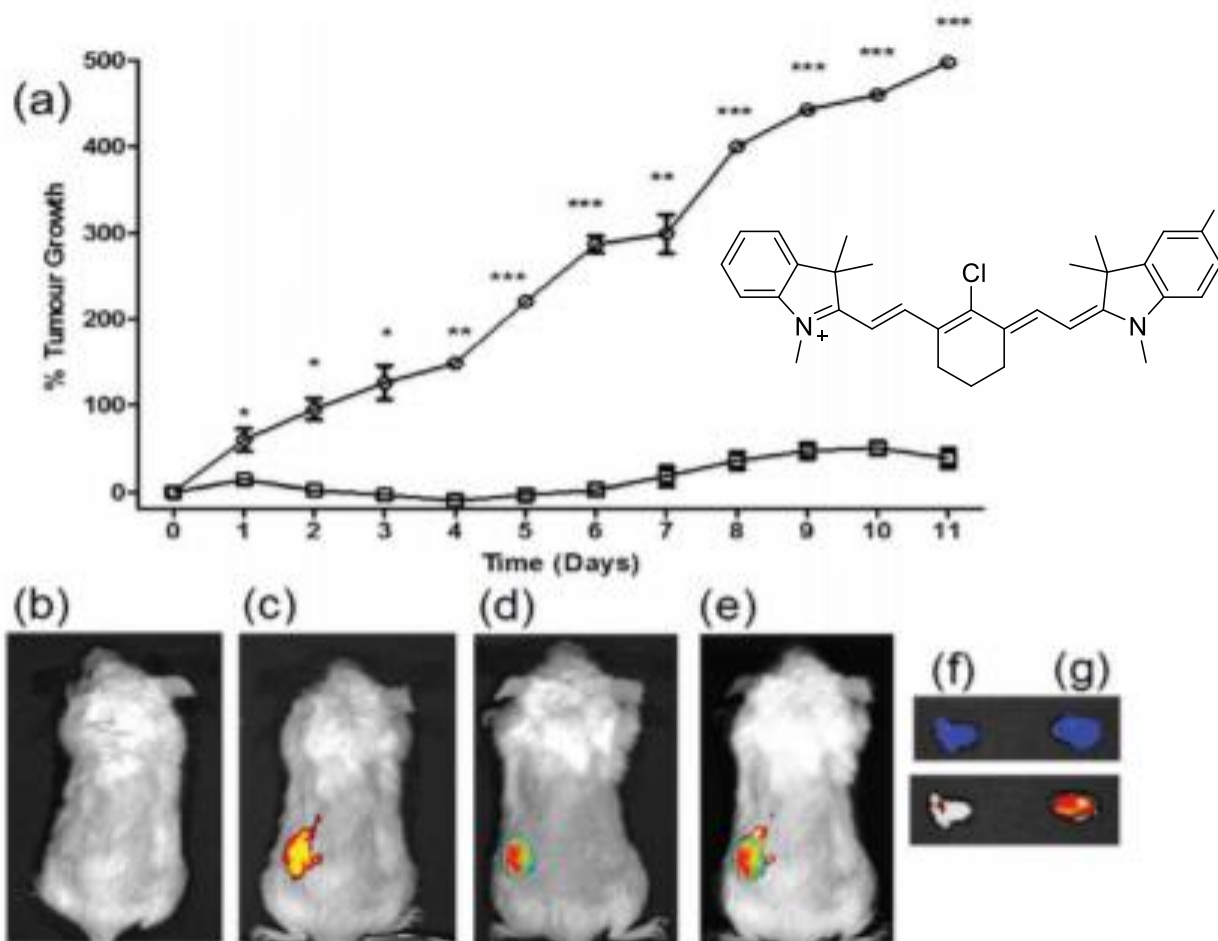 (a)
% Tumour Growth
500
400
300
200
100
0
*
*
*
**
***
***
**
***
***
***
***
0 1 2 3 4 5 6 7 8 9 10 11
Time (Days)
Cl
N
+
N
(b) (c) (d) (e)
(f) (g)